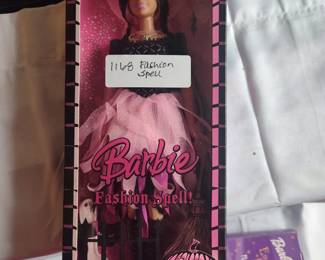 1168 Fashion
Spell
Barbie
Fashion Spell!